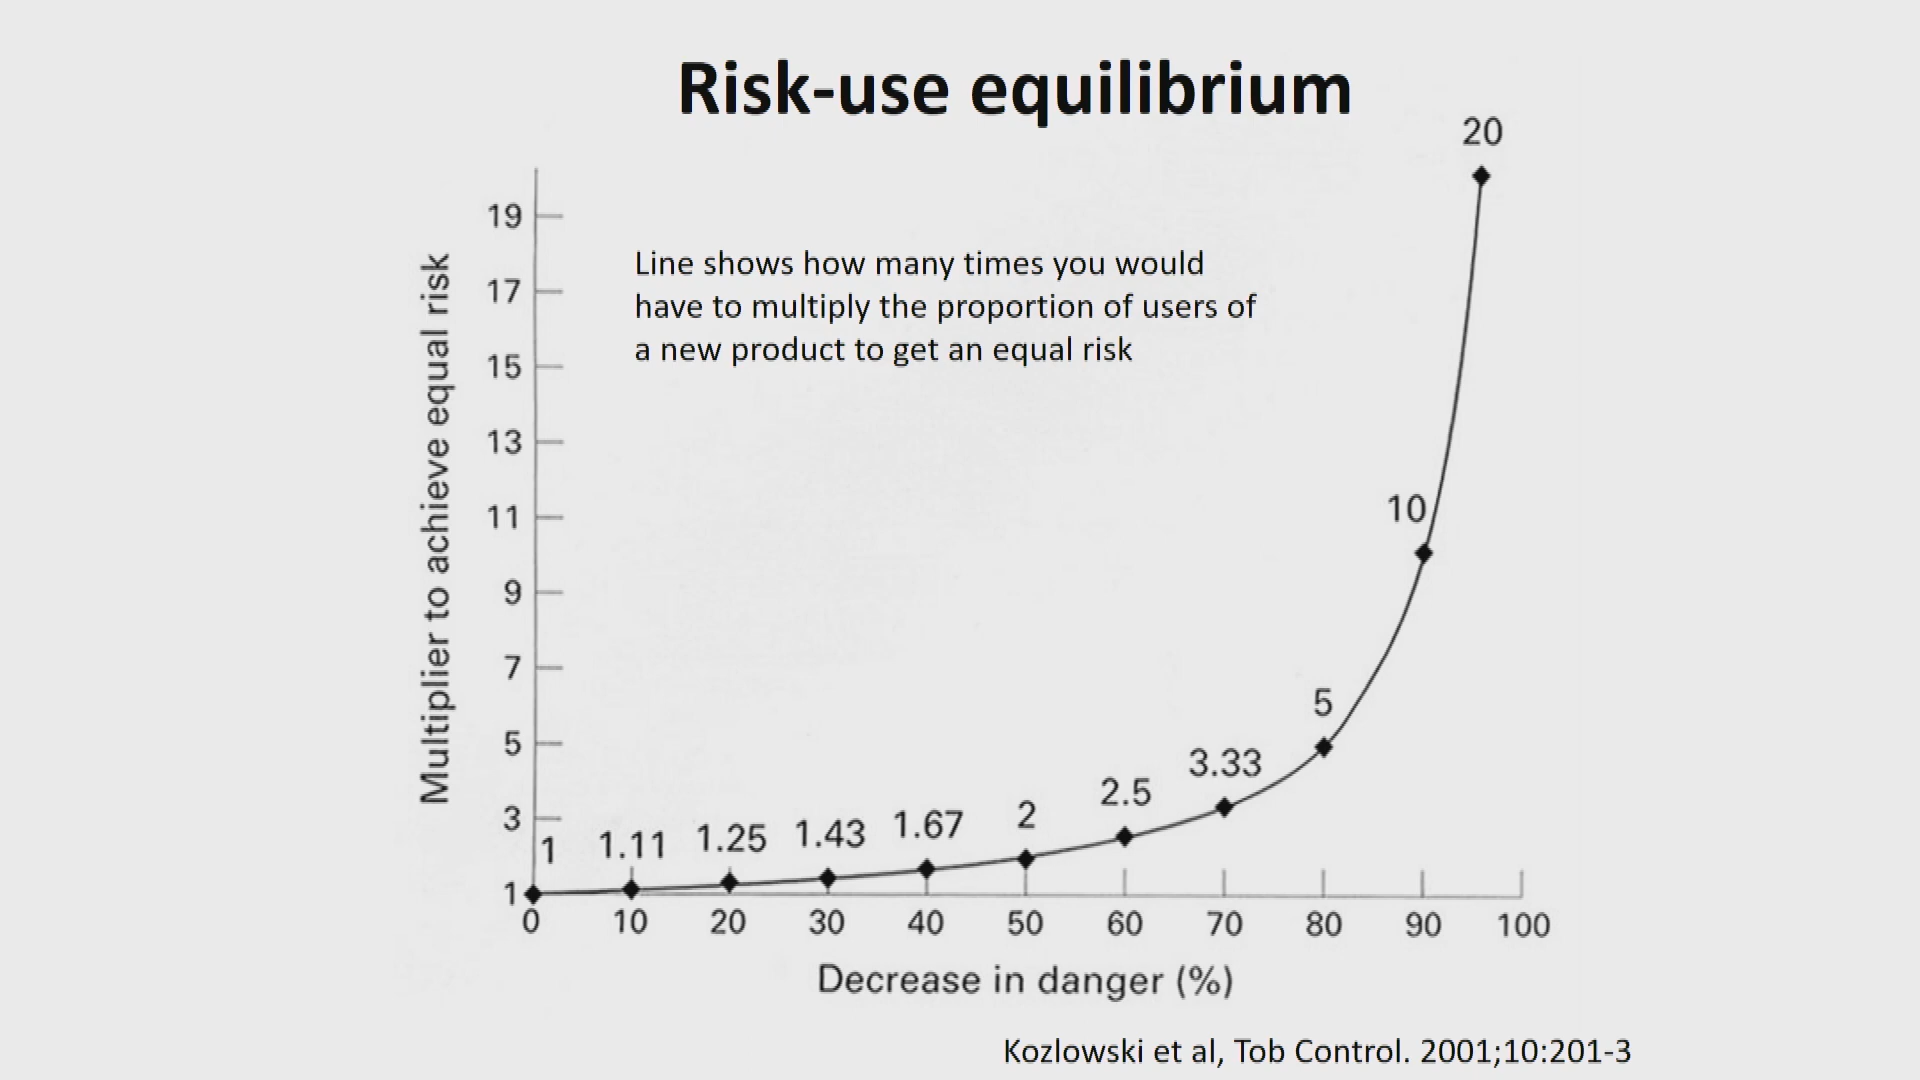 Risk-use equilibrium
20
19
Line shows how many times you would
have to multiply the proportion of users of
a new product to get an equal risk
17
15
13
11
10
9
7
5
5
3.33
2.5
2
1.67
1.43
1.25
1.11
1
3
1
0 10 20 30 40 50 60 70 80 90 100
Multiplier to achieve equal risk
Decrease in danger (%)
Kozlowski et al, Tob Control. 2001;10:201-3